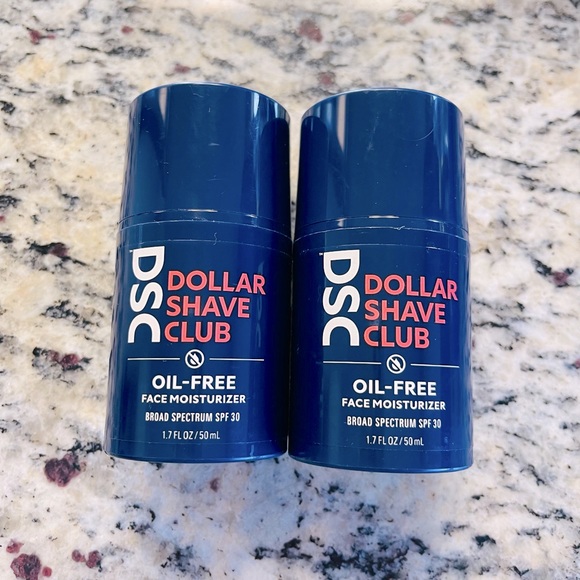 DSC
DOLLAR
SHAVE
CLUB
OIL-FREE
FACE MOISTURIZER
BROAD SPECTRUM SPF 30
1.7 FL OZ / 50 mL
DSC
DOLLAR
SHAVE
CLUB
OIL-FREE
FACE MOISTURIZER
BROAD SPECTRUM SPF 30
1.7 FL OZ / 50 mL